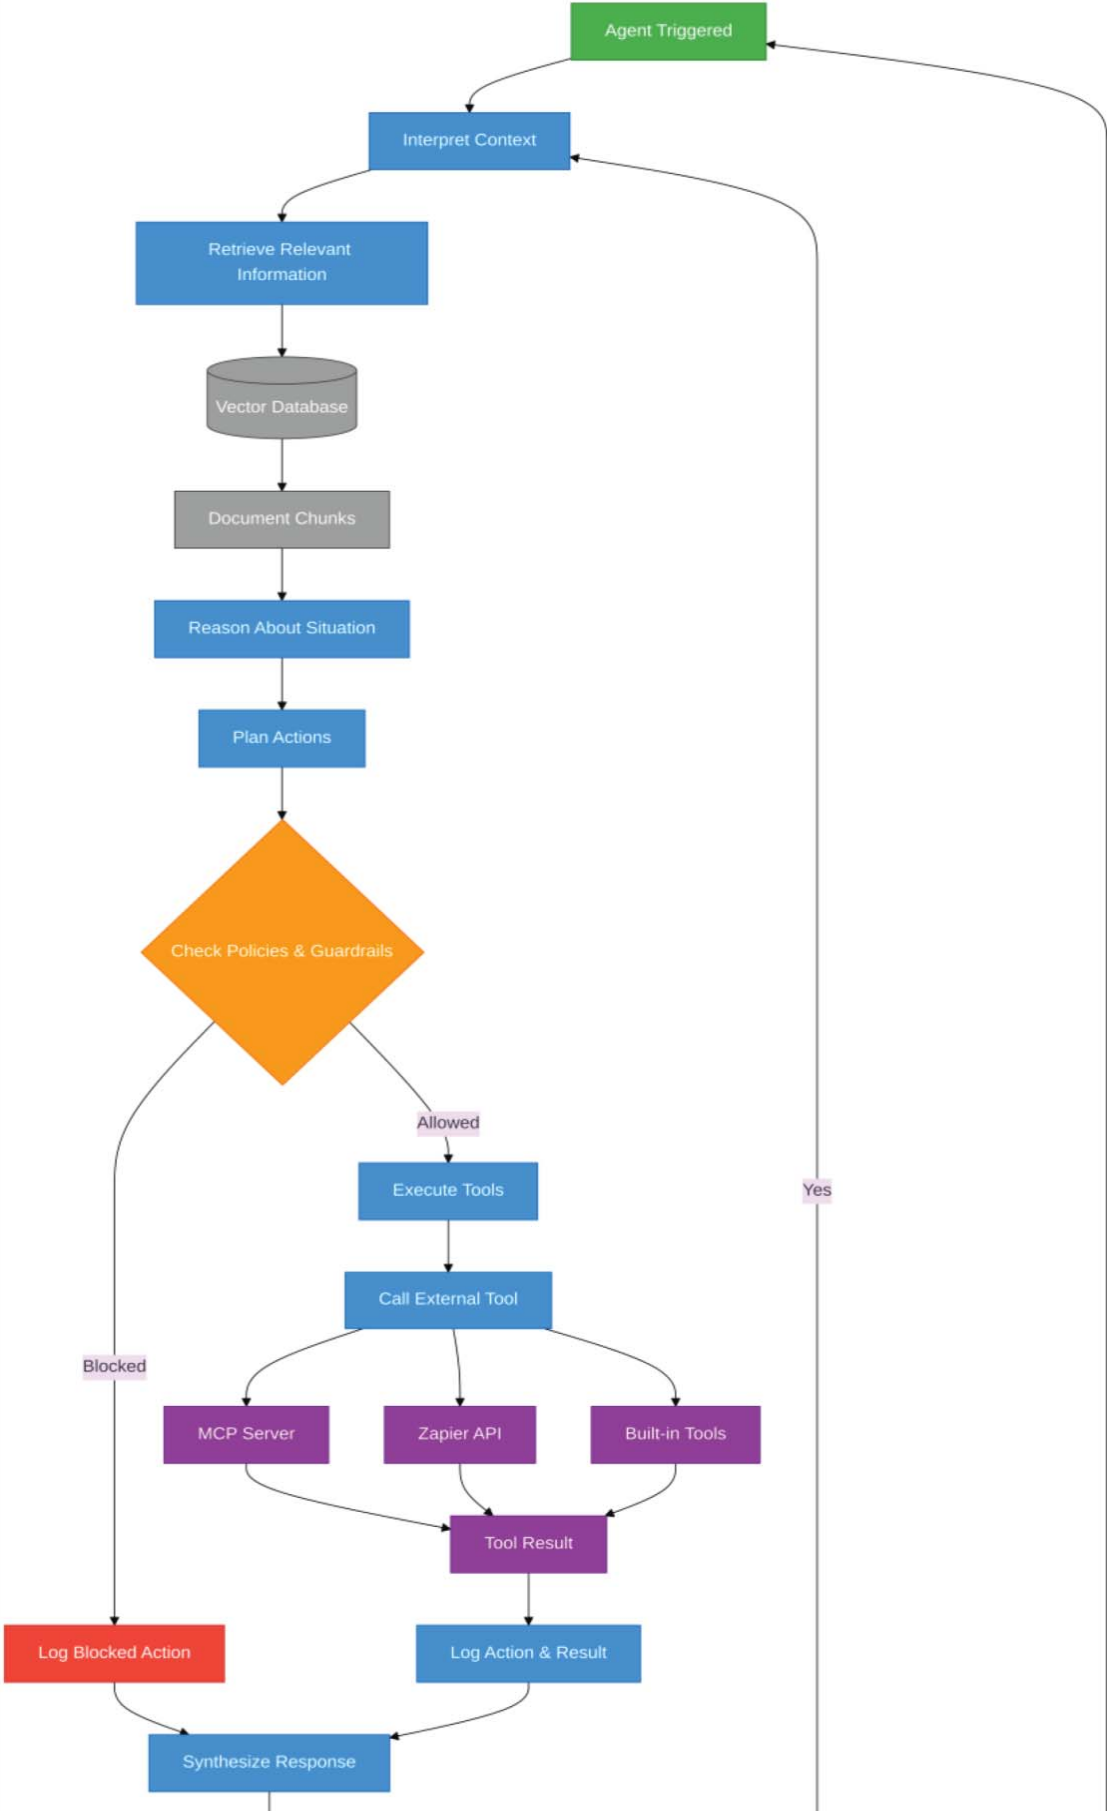 Agent Triggered
Interpret Context
Retrieve Relevant
Information
Vector Database
Document Chunks
Reason About Situation
Plan Actions
Check Policies & Guardrails
Allowed
Execute Tools
Yes
Call External Tool
Blocked
MCP Server
Zapier API
Built-in Tools
Tool Result
Log Blocked Action
Log Action & Result
Synthesize Response